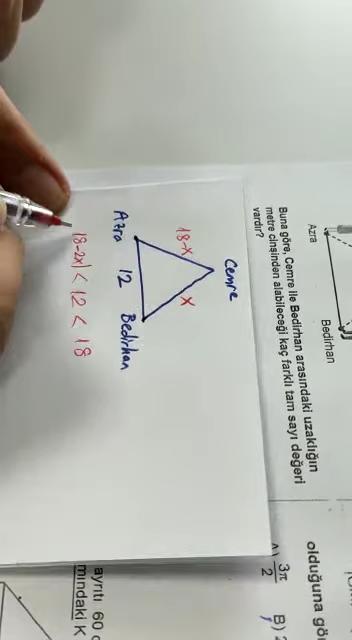 Azra
Bedirhan
Buna göre, Cemre ile Bedirhan arasındaki uzaklığın
metre cinsinden alabileceği kaç farklı tam sayı değeri
vardır?
Cemre
18-x
x
Azra 12 Bedirhan
18-2x| < 12 < 18
olduğuna gö
A) 3π/2 B) 2
ayrıtı 60
mındaki K